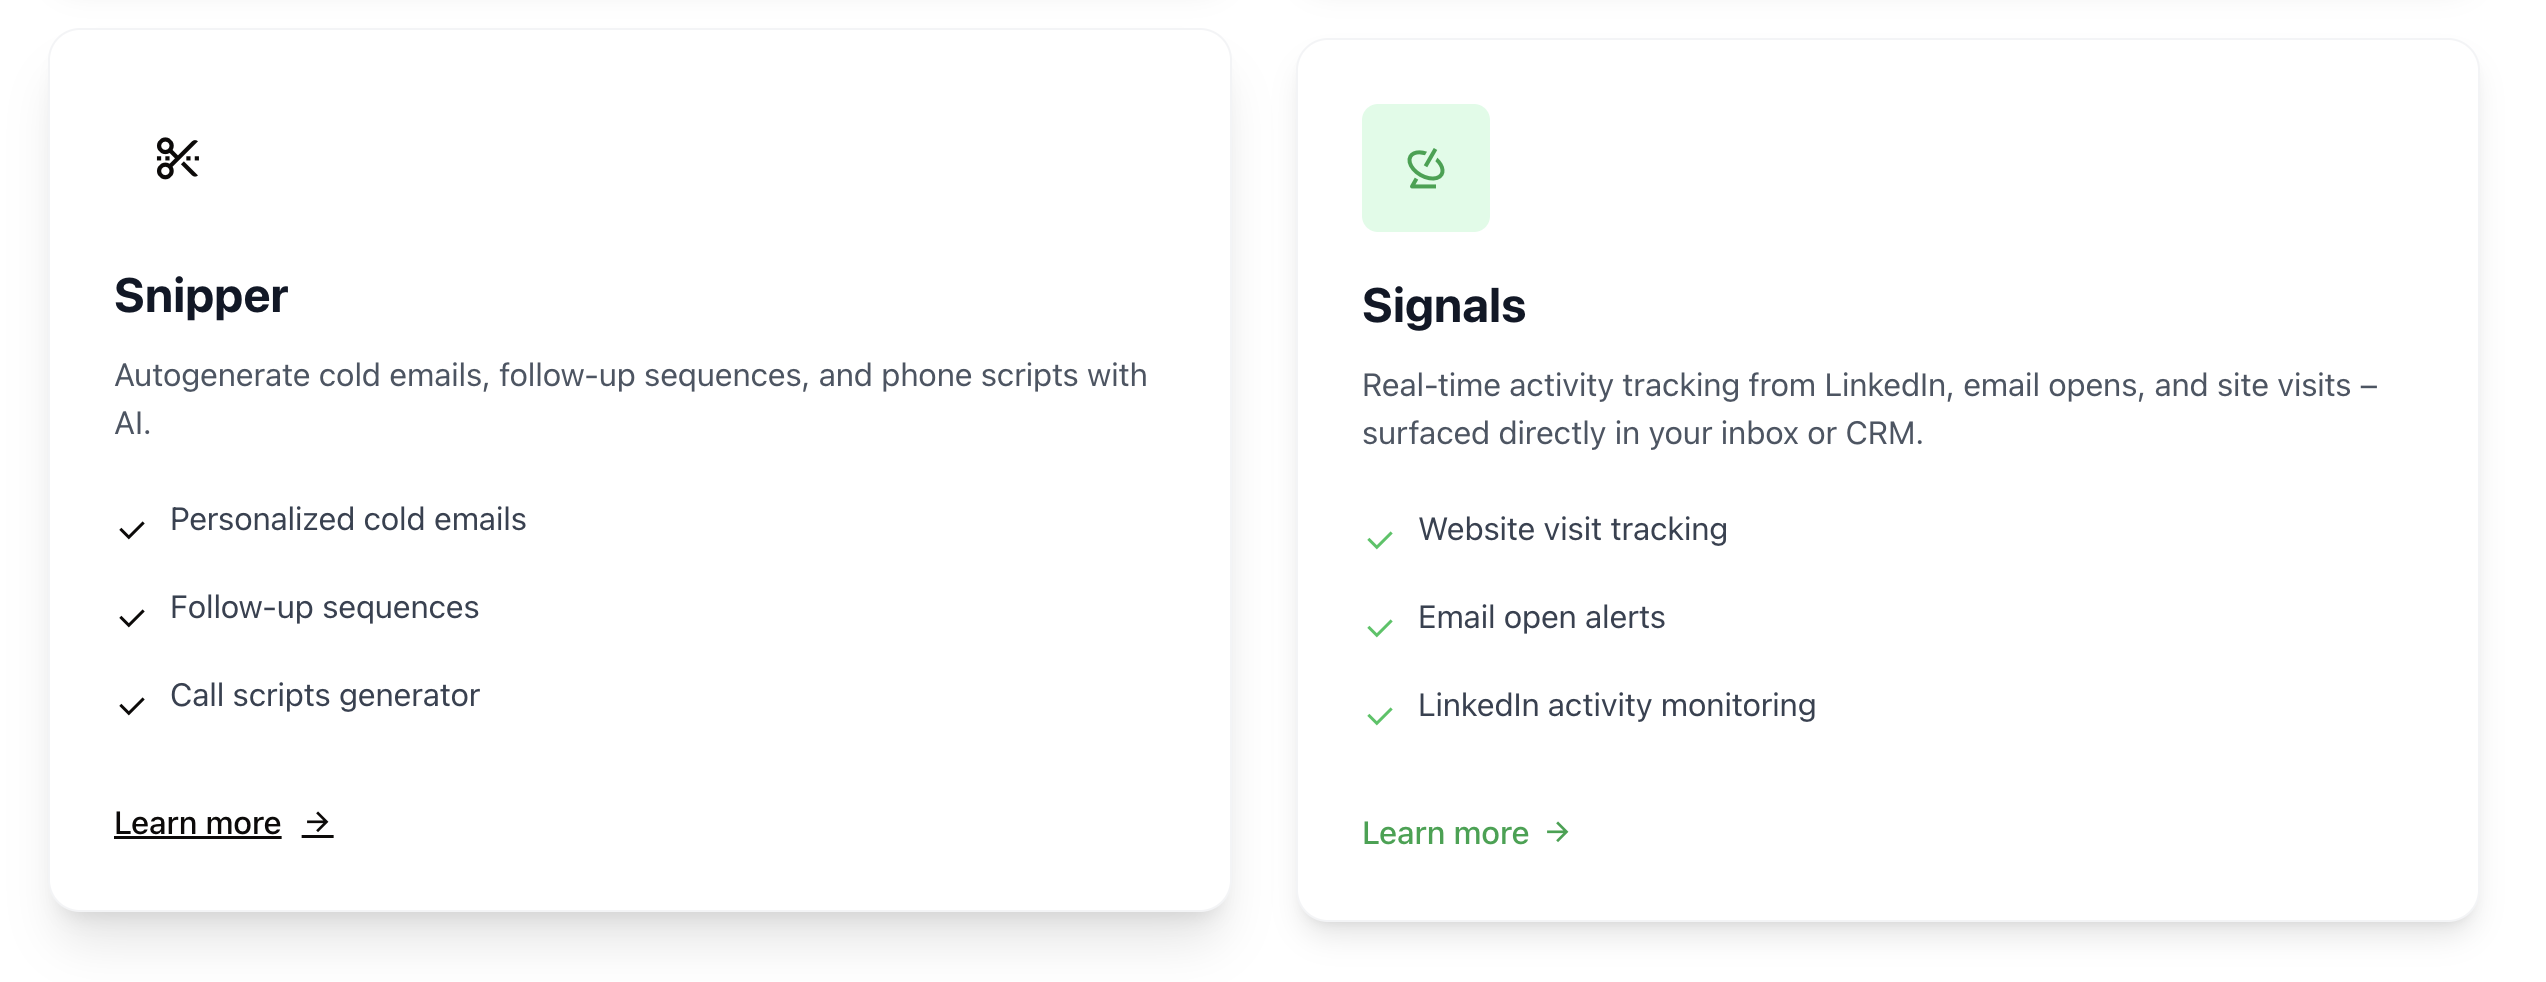 Snipper
Autogenerate cold emails, follow-up sequences, and phone scripts with
AI.
Personalized cold emails
Follow-up sequences
Call scripts generator
Learn more →
Signals
Real-time activity tracking from LinkedIn, email opens, and site visits –
surfaced directly in your inbox or CRM.
Website visit tracking
Email open alerts
LinkedIn activity monitoring
Learn more →